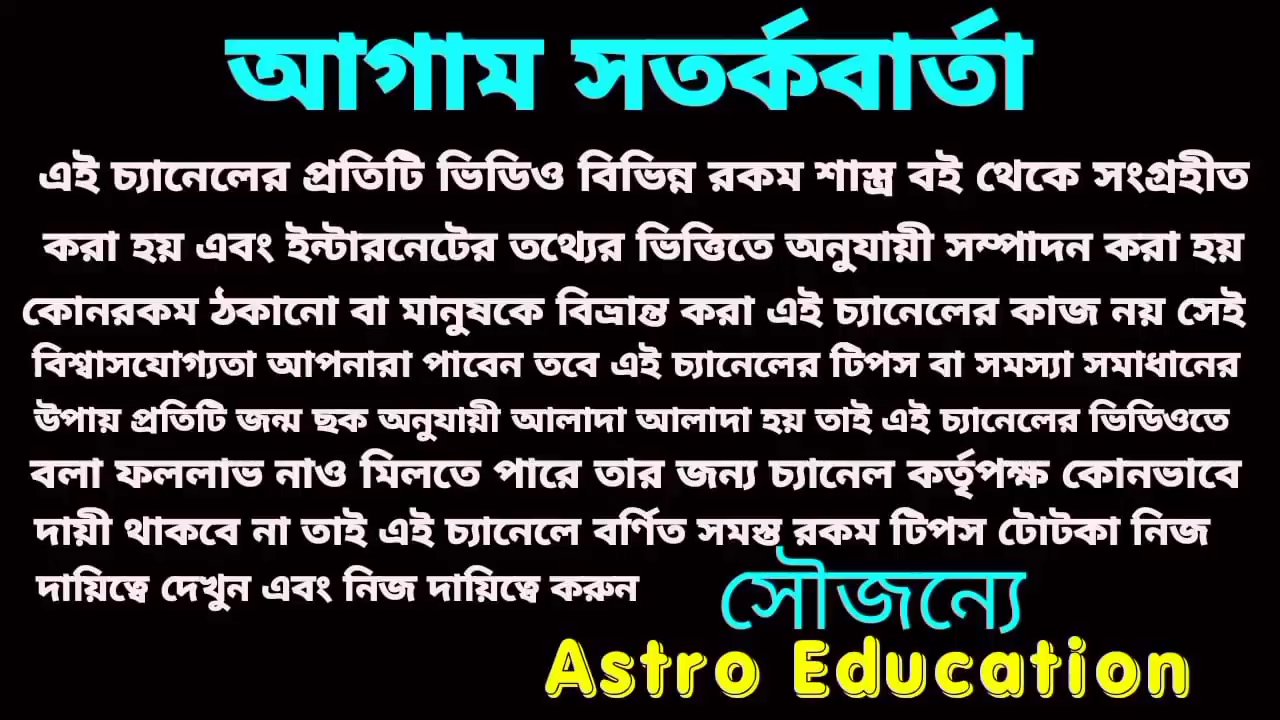 আগাম সতর্কবার্তা
এই চ্যানেলের প্রতিটি ভিডিও বিভিন্ন রকম শাস্ত্র বই থেকে সংগ্রহীত
করা হয় এবং ইন্টারনেটের তথ্যের ভিত্তিতে অনুযায়ী সম্পাদন করা হয়
কোনরকম ঠকানো বা মানুষকে বিভ্রান্ত করা এই চ্যানেলের কাজ নয় সেই
বিশ্বাসযোগ্যতা আপনারা পাবেন তবে এই চ্যানেলের টিপস বা সমস্যা সমাধানের
উপায় প্রতিটি জন্ম ছক অনুযায়ী আলাদা আলাদা হয় তাই এই চ্যানেলের ভিডিওতে
বলা ফললাভ নাও মিলতে পারে তার জন্য চ্যানেল কর্তৃপক্ষ কোনভাবে
দায়ী থাকবে না তাই এই চ্যানেলে বর্ণিত সমস্ত রকম টিপস টোটকা নিজ
দায়িত্বে দেখুন এবং নিজ দায়িত্বে করুন
সৌজন্যে
Astro Education